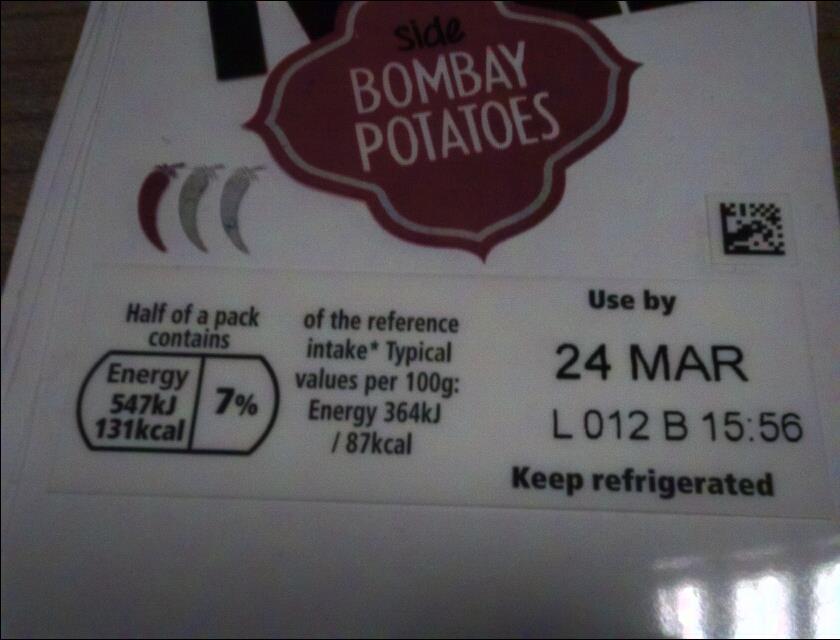 side
BOMBAY
POTATOES
Half of a pack
contains
Energy
547kJ
131kcal
7%
of the reference
intake* Typical
values per 100g:
Energy 364kJ
/ 87kcal
Use by
24 MAR
L 012 B 15:56
Keep refrigerated